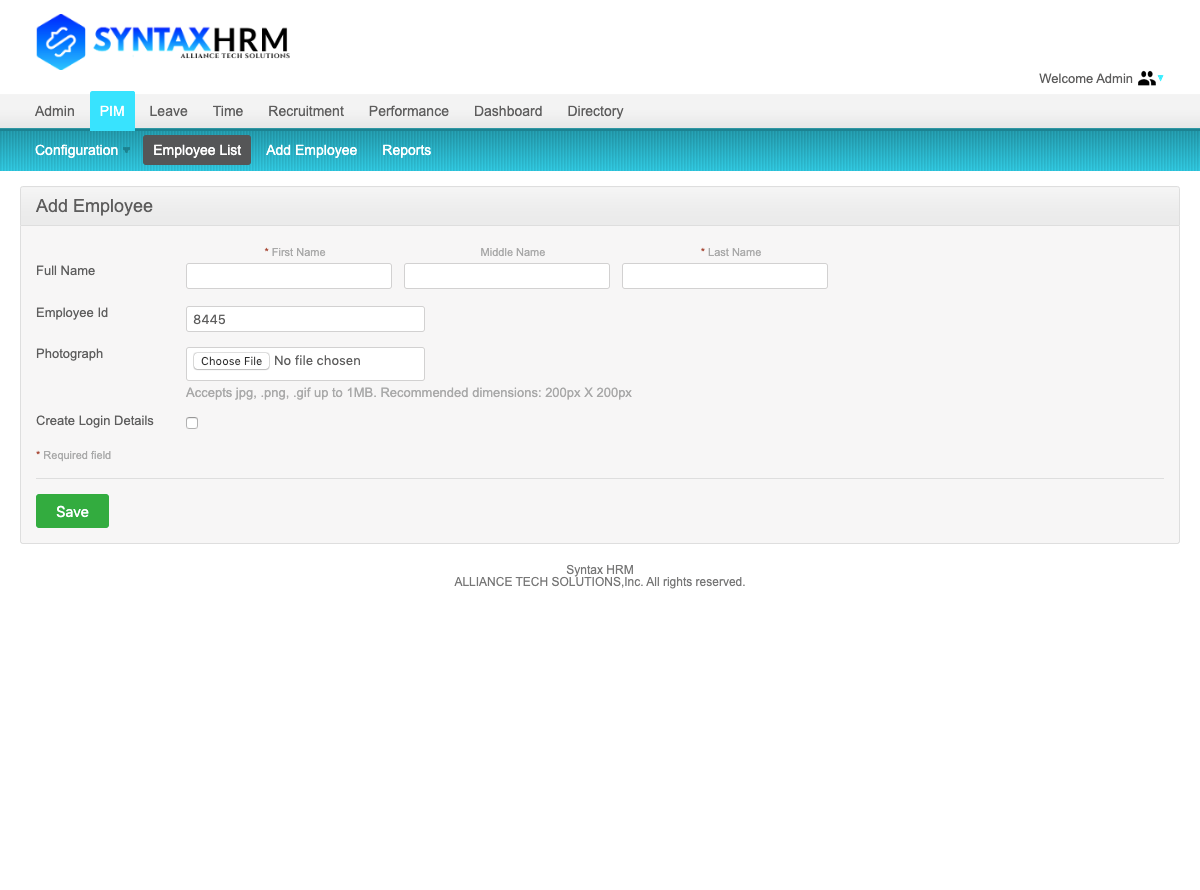 SYNTAXHRM
ALLIANCE TECH SOLUTIONS
Welcome Admin
Admin PIM Leave Time Recruitment Performance Dashboard Directory
Configuration Employee List Add Employee Reports
Add Employee
* First Name Middle Name * Last Name
Full Name
Employee Id 8445
Photograph Choose File No file chosen
Accepts jpg, .png, .gif up to 1MB. Recommended dimensions: 200px X 200px
Create Login Details
* Required field
Save
Syntax HRM
ALLIANCE TECH SOLUTIONS,Inc. All rights reserved.